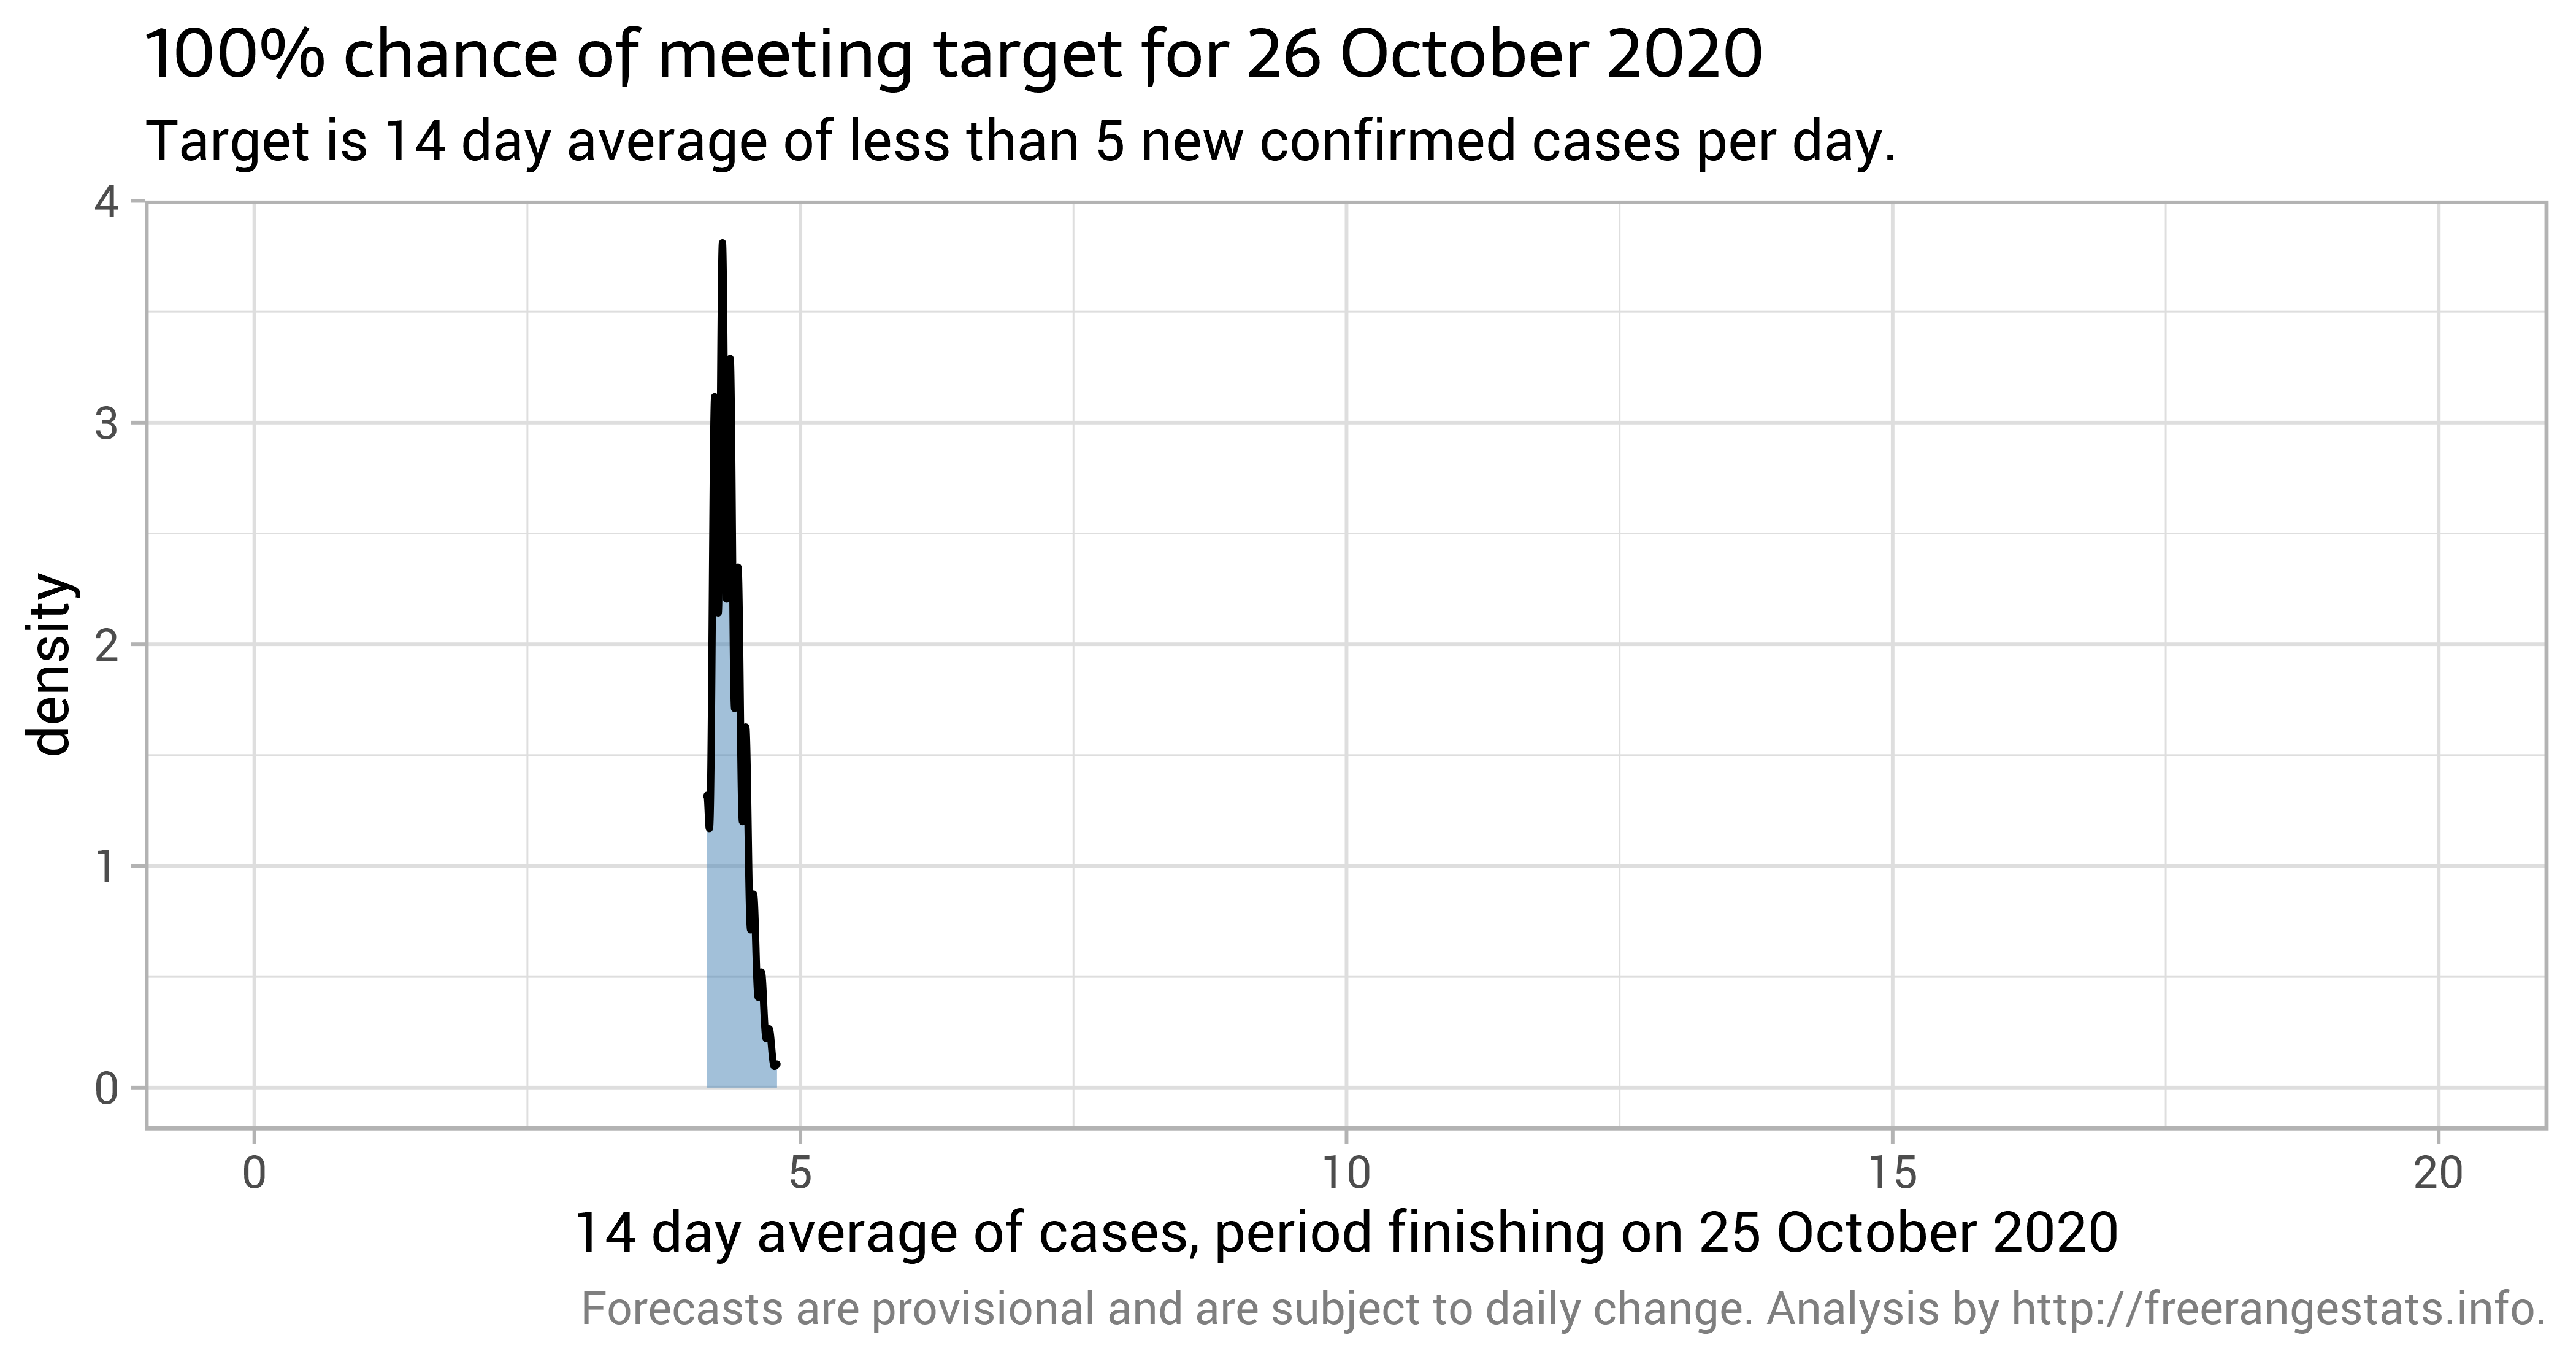 100% chance of meeting target for 26 October 2020
Target is 14 day average of less than 5 new confirmed cases per day.
4
3
2
1
0
density
0 5 10 15 20
14 day average of cases, period finishing on 25 October 2020
Forecasts are provisional and are subject to daily change. Analysis by http://freerangestats.info.